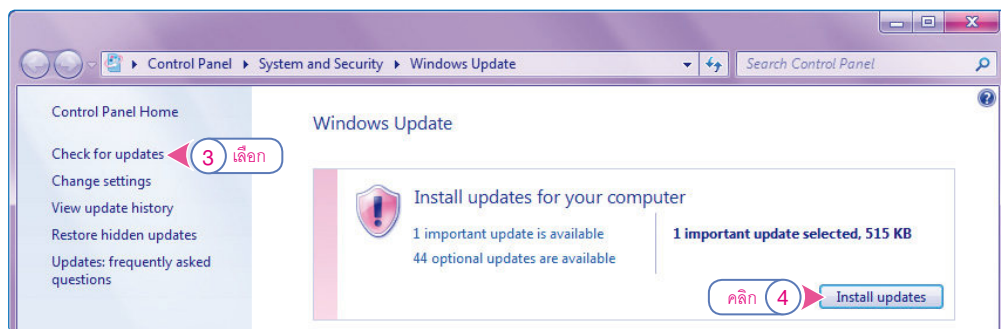 Control Panel System and Security Windows Update Search Control Panel
Control Panel Home
Check for updates 3 เลือก
Change settings
View update history
Restore hidden updates
Updates: frequently asked
questions
Windows Update
Install updates for your computer
1 important update is available
44 optional updates are available
1 important update selected, 515 KB
คลิก 4 Install updates